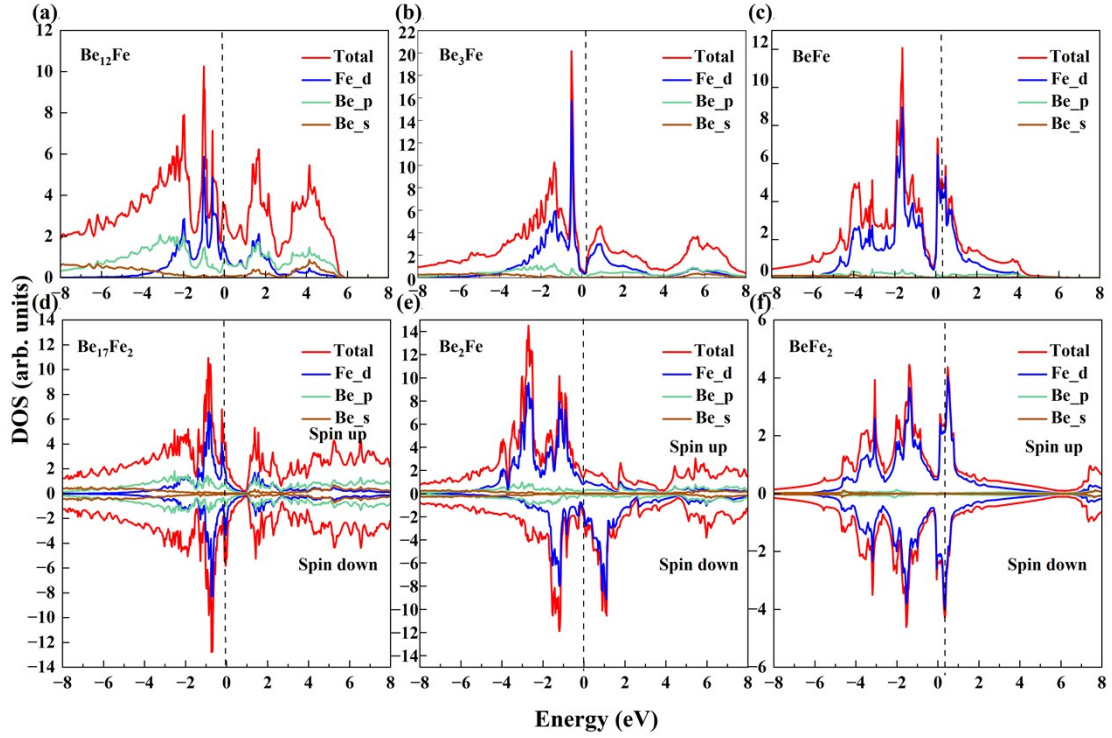 (a)
Be₁₂Fe
Total
Fe_d
Be_p
Be_s
12
10
8
6
4
2
0
−8 −6 −4 −2 0 2 4 6 8
(b)
Be₃Fe
Total
Fe_d
Be_p
Be_s
22
20
18
16
14
12
10
8
6
4
2
0
−8 −6 −4 −2 0 2 4 6 8
(c)
BeFe
Total
Fe_d
Be_p
Be_s
12
10
8
6
4
2
0
−8 −6 −4 −2 0 2 4 6 8
DOS (arb. units)
(d)
Be₁₇Fe₂
Total
Fe_d
Be_p
Be_s
Spin up
Spin down
14
12
10
8
6
4
2
0
−2
−4
−6
−8
−10
−12
−14
−8 −6 −4 −2 0 2 4 6 8
(e)
Be₂Fe
Total
Fe_d
Be_p
Be_s
Spin up
Spin down
14
12
10
8
6
4
2
0
−2
−4
−6
−8
−10
−12
−14
−8 −6 −4 −2 0 2 4 6 8
(f)
BeFe₂
Total
Fe_d
Be_p
Be_s
Spin up
Spin down
6
4
2
0
−2
−4
−6
−8 −6 −4 −2 0 2 4 6 8
Energy (eV)